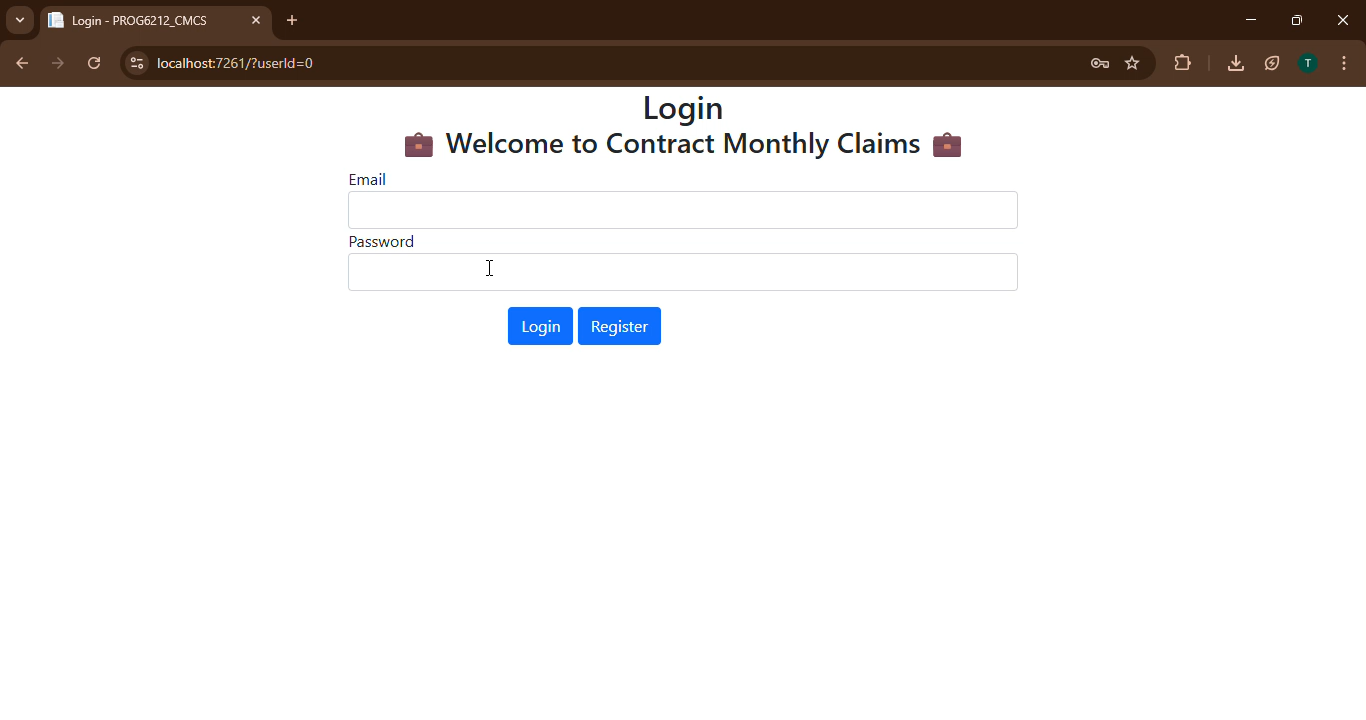 Login - PROG6212_CMCS
localhost:7261/?userId=0
T
Login
💼 Welcome to Contract Monthly Claims 💼
Email
Password
Login Register